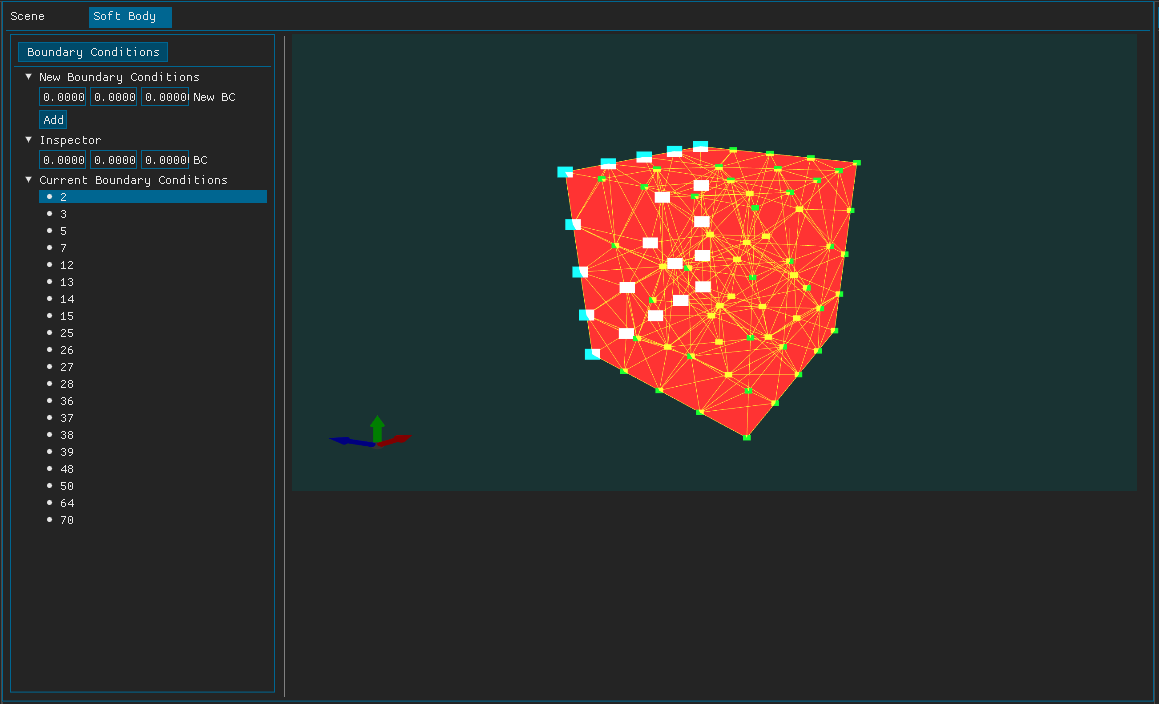 Scene Soft Body
Boundary Conditions
New Boundary Conditions
0.0000 0.0000 0.0000 New BC
Add
Inspector
0.0000 0.0000 0.0000 BC
Current Boundary Conditions
2
3
5
7
12
13
14
15
25
26
27
28
36
37
38
39
48
50
64
70